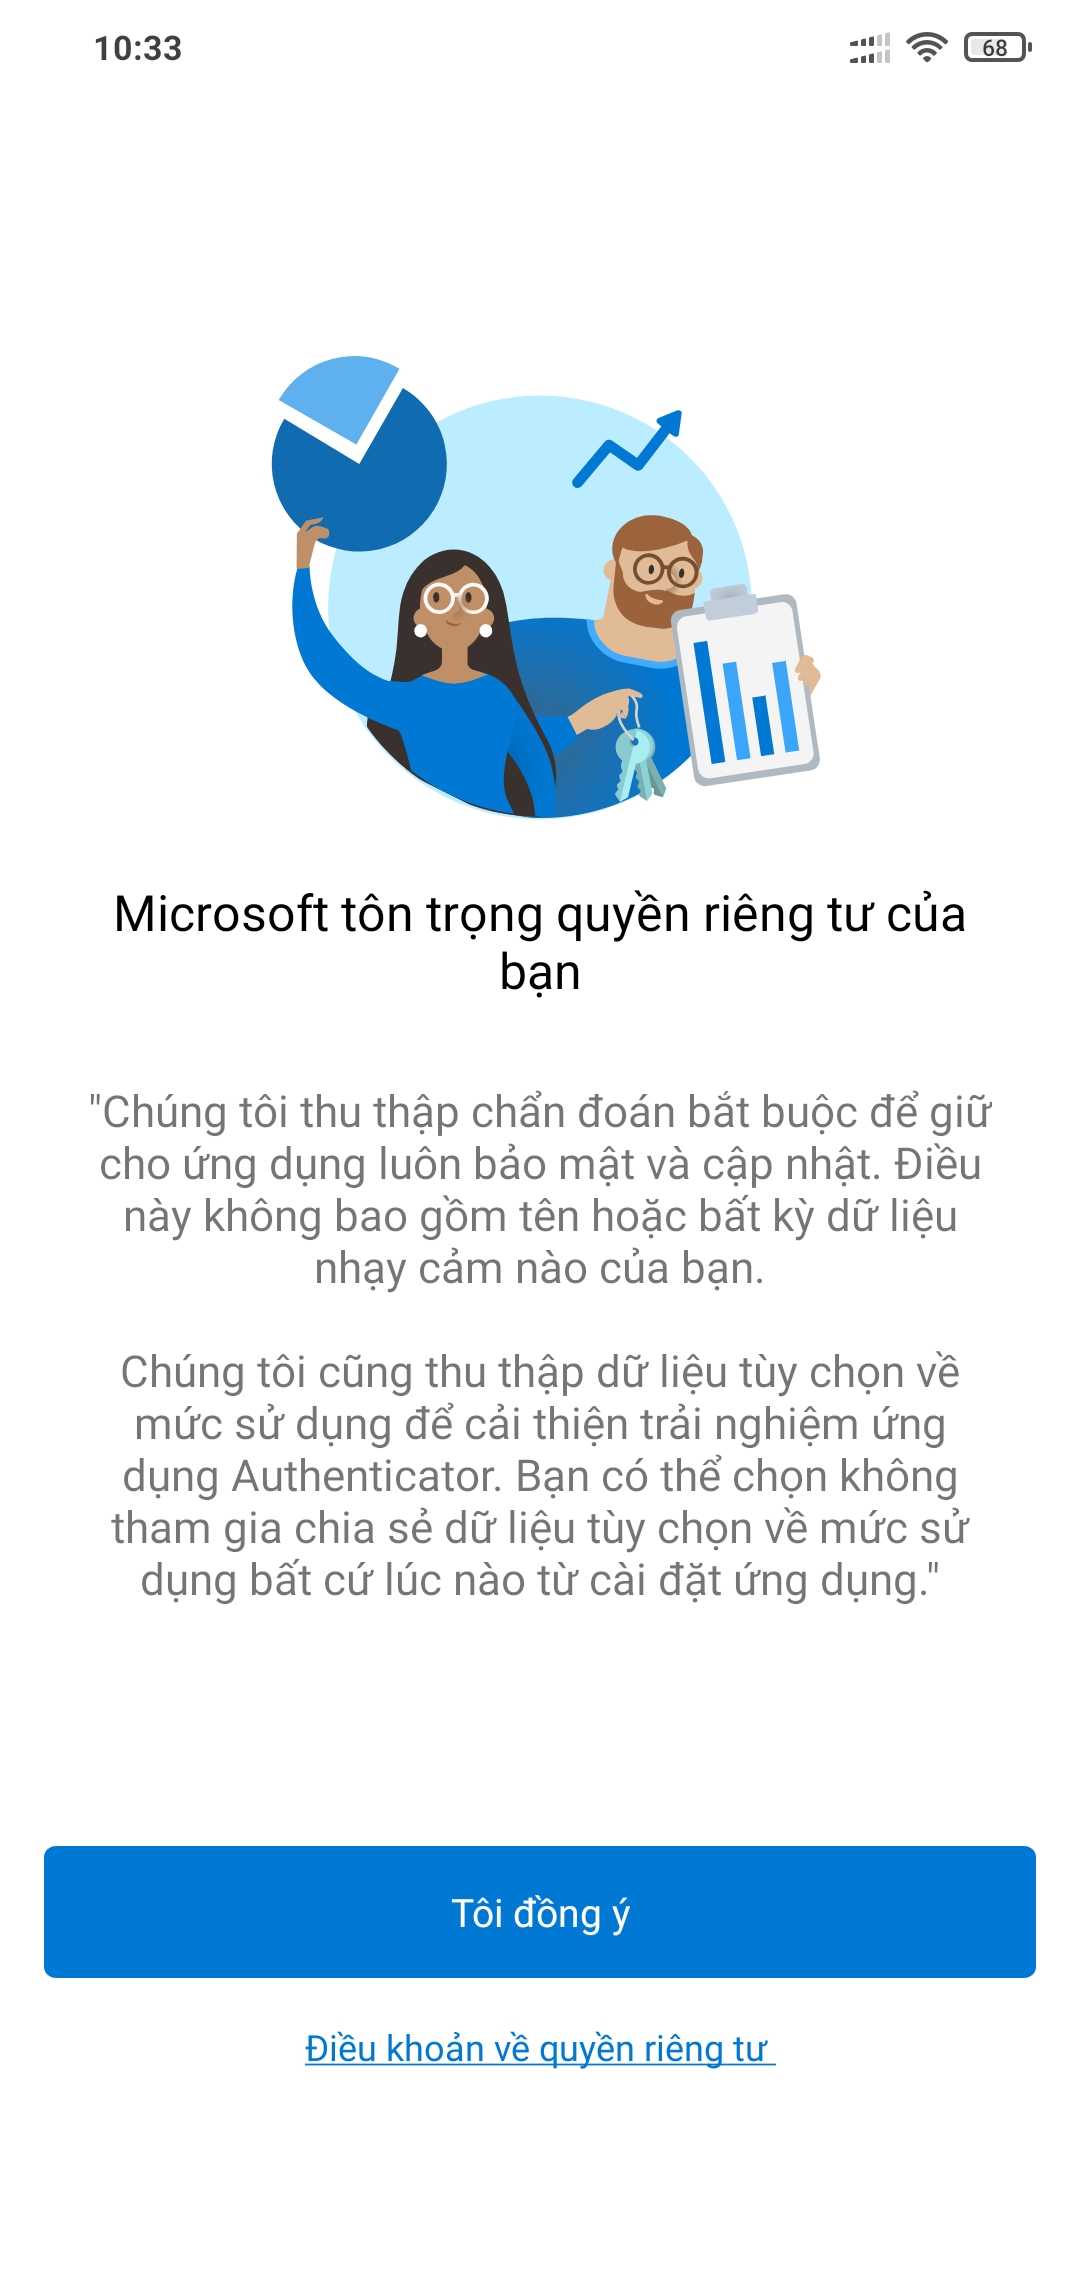 10:33
68
Microsoft tôn trọng quyền riêng tư của
bạn
"Chúng tôi thu thập chẩn đoán bắt buộc để giữ
cho ứng dụng luôn bảo mật và cập nhật. Điều
này không bao gồm tên hoặc bất kỳ dữ liệu
nhạy cảm nào của bạn.
Chúng tôi cũng thu thập dữ liệu tùy chọn về
mức sử dụng để cải thiện trải nghiệm ứng
dụng Authenticator. Bạn có thể chọn không
tham gia chia sẻ dữ liệu tùy chọn về mức sử
dụng bất cứ lúc nào từ cài đặt ứng dụng."
Tôi đồng ý
Điều khoản về quyền riêng tư